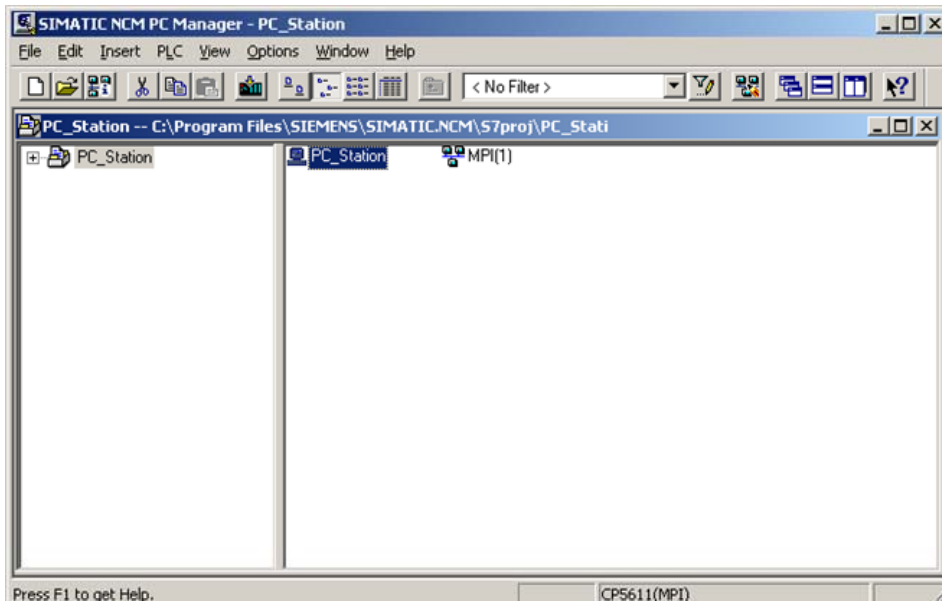 SIMATIC NCM PC Manager - PC_Station
File Edit Insert PLC View Options Window Help
< No Filter >
PC_Station -- C:\Program Files\SIEMENS\SIMATIC.NCM\S7proj\PC_Stati
PC_Station
PC_Station MPI(1)
Press F1 to get Help. CP5611(MPI)